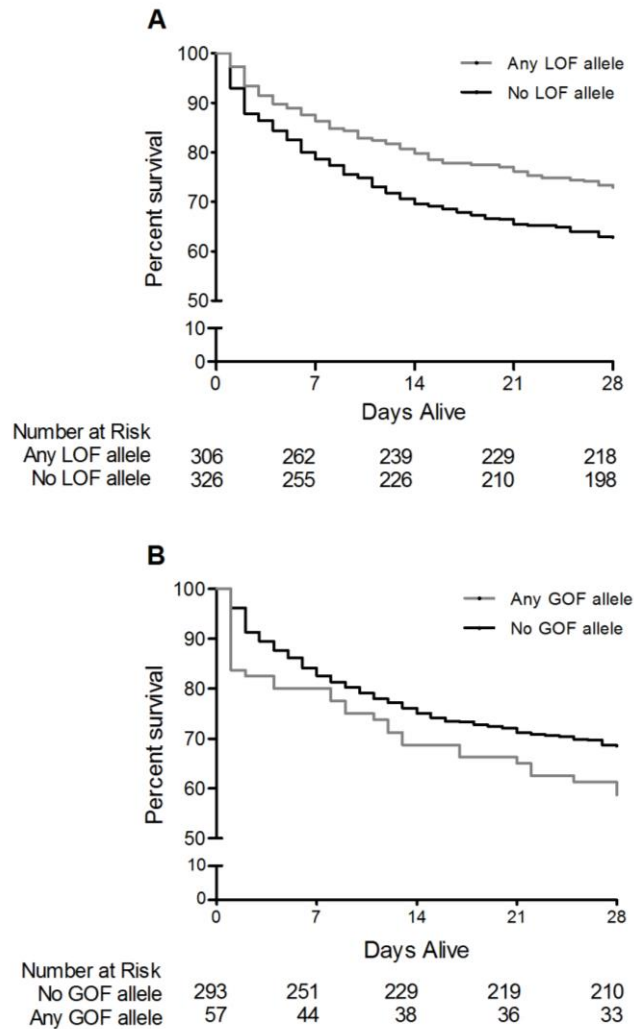 A
100
90
80
70
60
50
10
0
Percent survival
Any LOF allele
No LOF allele
0 7 14 21 28
Days Alive
Number at Risk
Any LOF allele 306 262 239 229 218
No LOF allele 326 255 226 210 198
B
100
90
80
70
60
50
10
0
Percent survival
Any GOF allele
No GOF allele
0 7 14 21 28
Days Alive
Number at Risk
No GOF allele 293 251 229 219 210
Any GOF allele 57 44 38 36 33